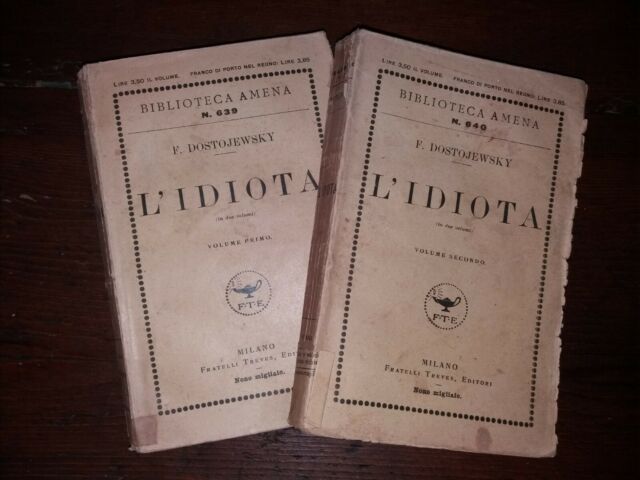 LIRE 3,50 IL VOLUME. FRANCO DI PORTO NEL REGNO: LIRE 3,85
BIBLIOTECA AMENA
N. 639
F. DOSTOJEWSKY
L'IDIOTA
(in due volumi)
VOLUME PRIMO.
F·T·E
MILANO
FRATELLI TREVES, EDITORI
Nono migliaio.
LIRE 3,50 IL VOLUME. FRANCO DI PORTO NEL REGNO: LIRE 3,85.
BIBLIOTECA AMENA
N. 640
F. DOSTOJEWSKY
L'IDIOTA
(in due volumi)
VOLUME SECONDO.
F·T·E
MILANO
FRATELLI TREVES, EDITORI
Nono migliaio.